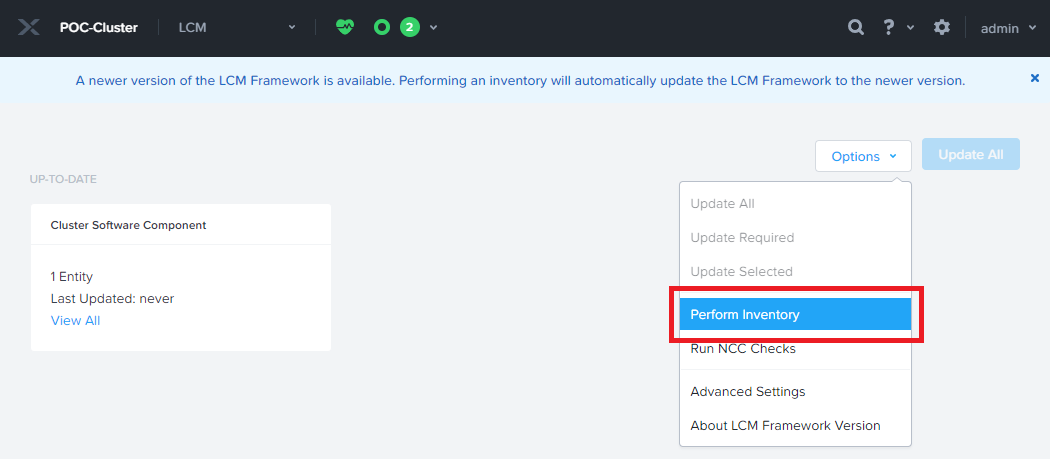 POC-Cluster
LCM
2
?
admin
A newer version of the LCM Framework is available. Performing an inventory will automatically update the LCM Framework to the newer version.
Options
Update All
UP-TO-DATE
Cluster Software Component
1 Entity
Last Updated: never
View All
Update All
Update Required
Update Selected
Perform Inventory
Run NCC Checks
Advanced Settings
About LCM Framework Version